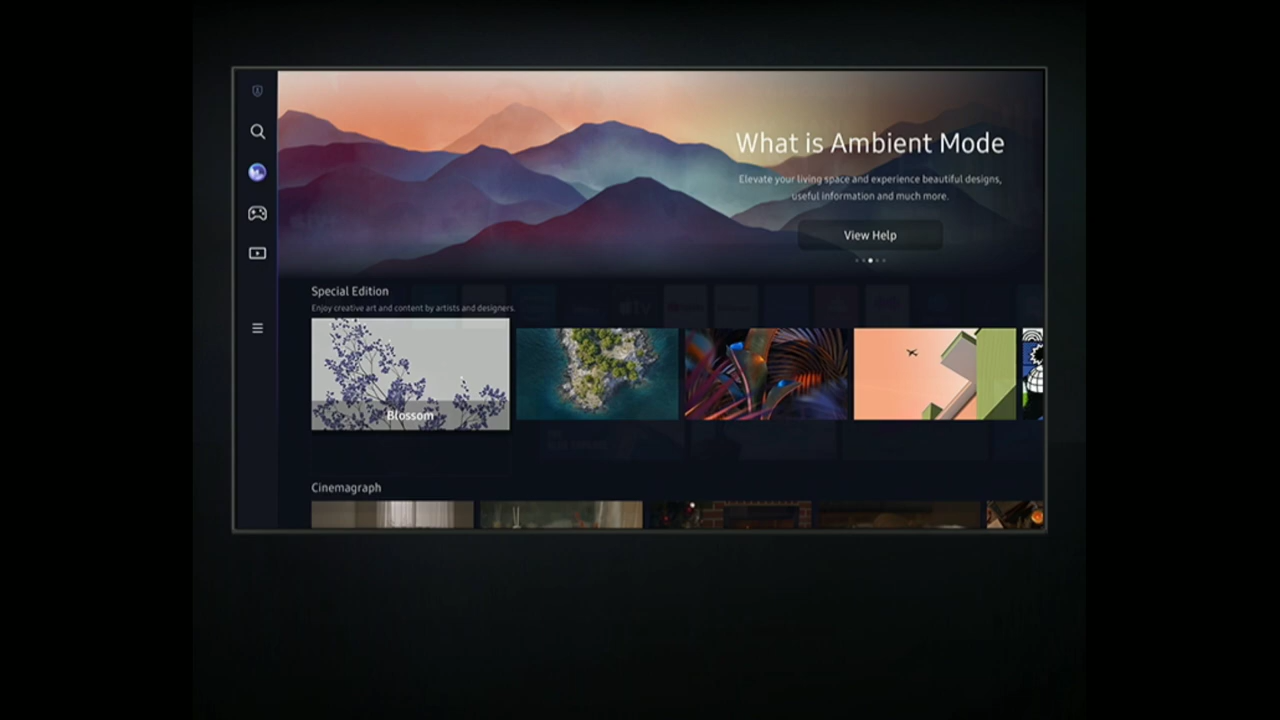 What is Ambient Mode
Elevate your living space and experience beautiful designs,
useful information and much more.
View Help
Special Edition
Enjoy creative art and content by artists and designers.
Blossom
Cinemagraph